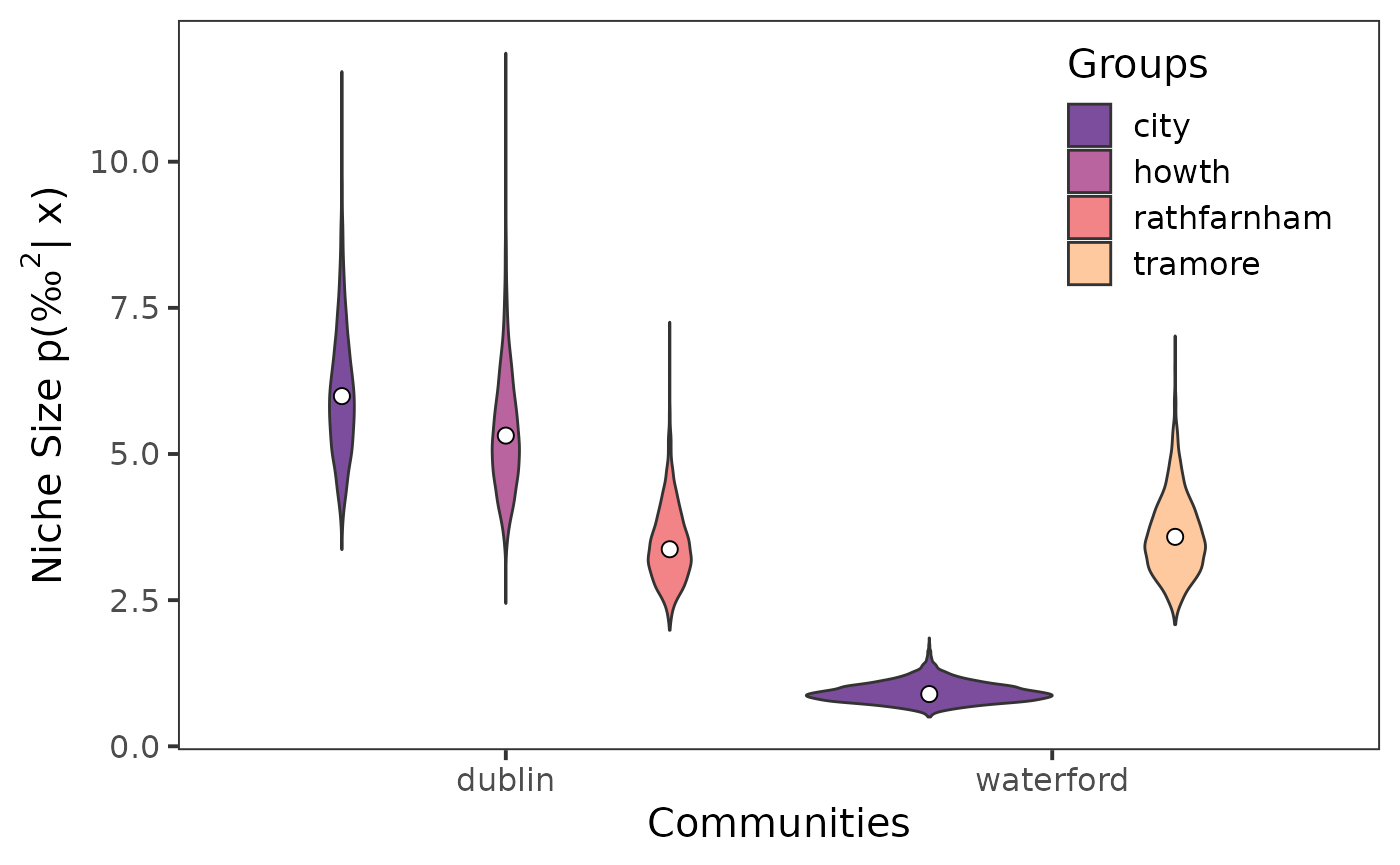 Niche Size p(‰²| x)
10.0
7.5
5.0
2.5
0.0
Groups
city
howth
rathfarnham
tramore
dublin
waterford
Communities